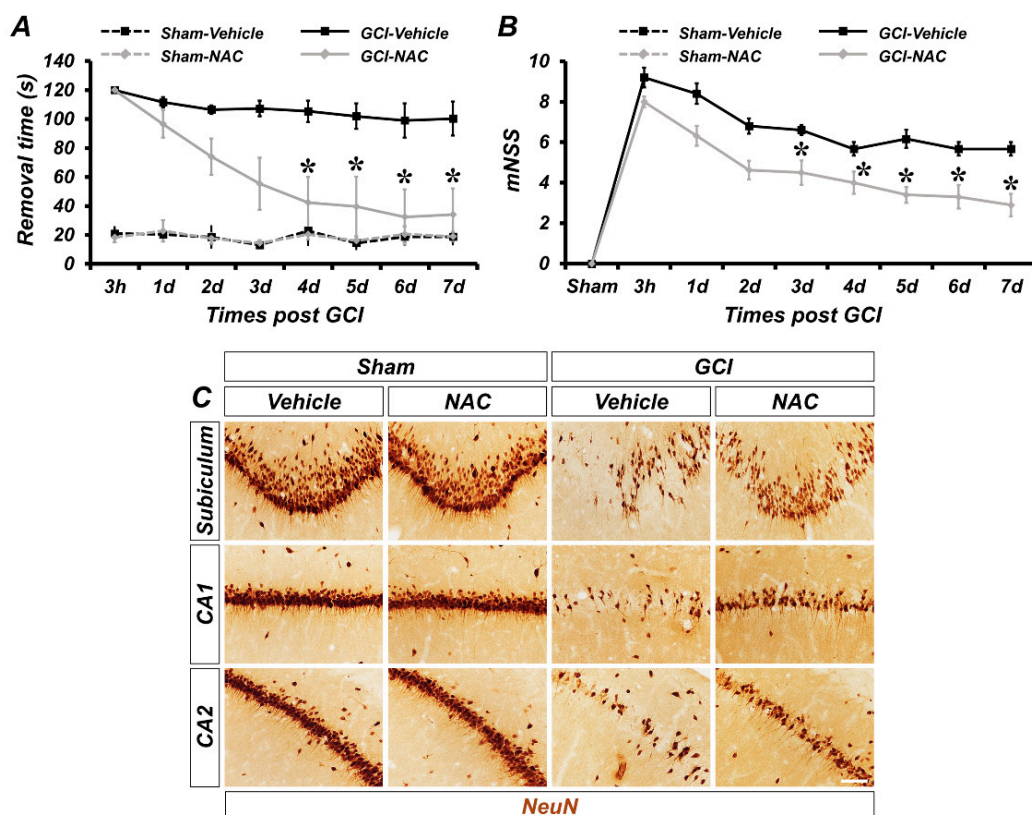 A
Sham-Vehicle
GCI-Vehicle
Sham-NAC
GCI-NAC
Removal time (s)
140
120
100
80
60
40
20
0
* * * *
3h 1d 2d 3d 4d 5d 6d 7d
Times post GCI
B
Sham-Vehicle
GCI-Vehicle
Sham-NAC
GCI-NAC
mNSS
10
8
6
4
2
0
* * * * *
Sham 3h 1d 2d 3d 4d 5d 6d 7d
Times post GCI
C
Sham GCI
Vehicle NAC Vehicle NAC
Subiculum
CA1
CA2
NeuN